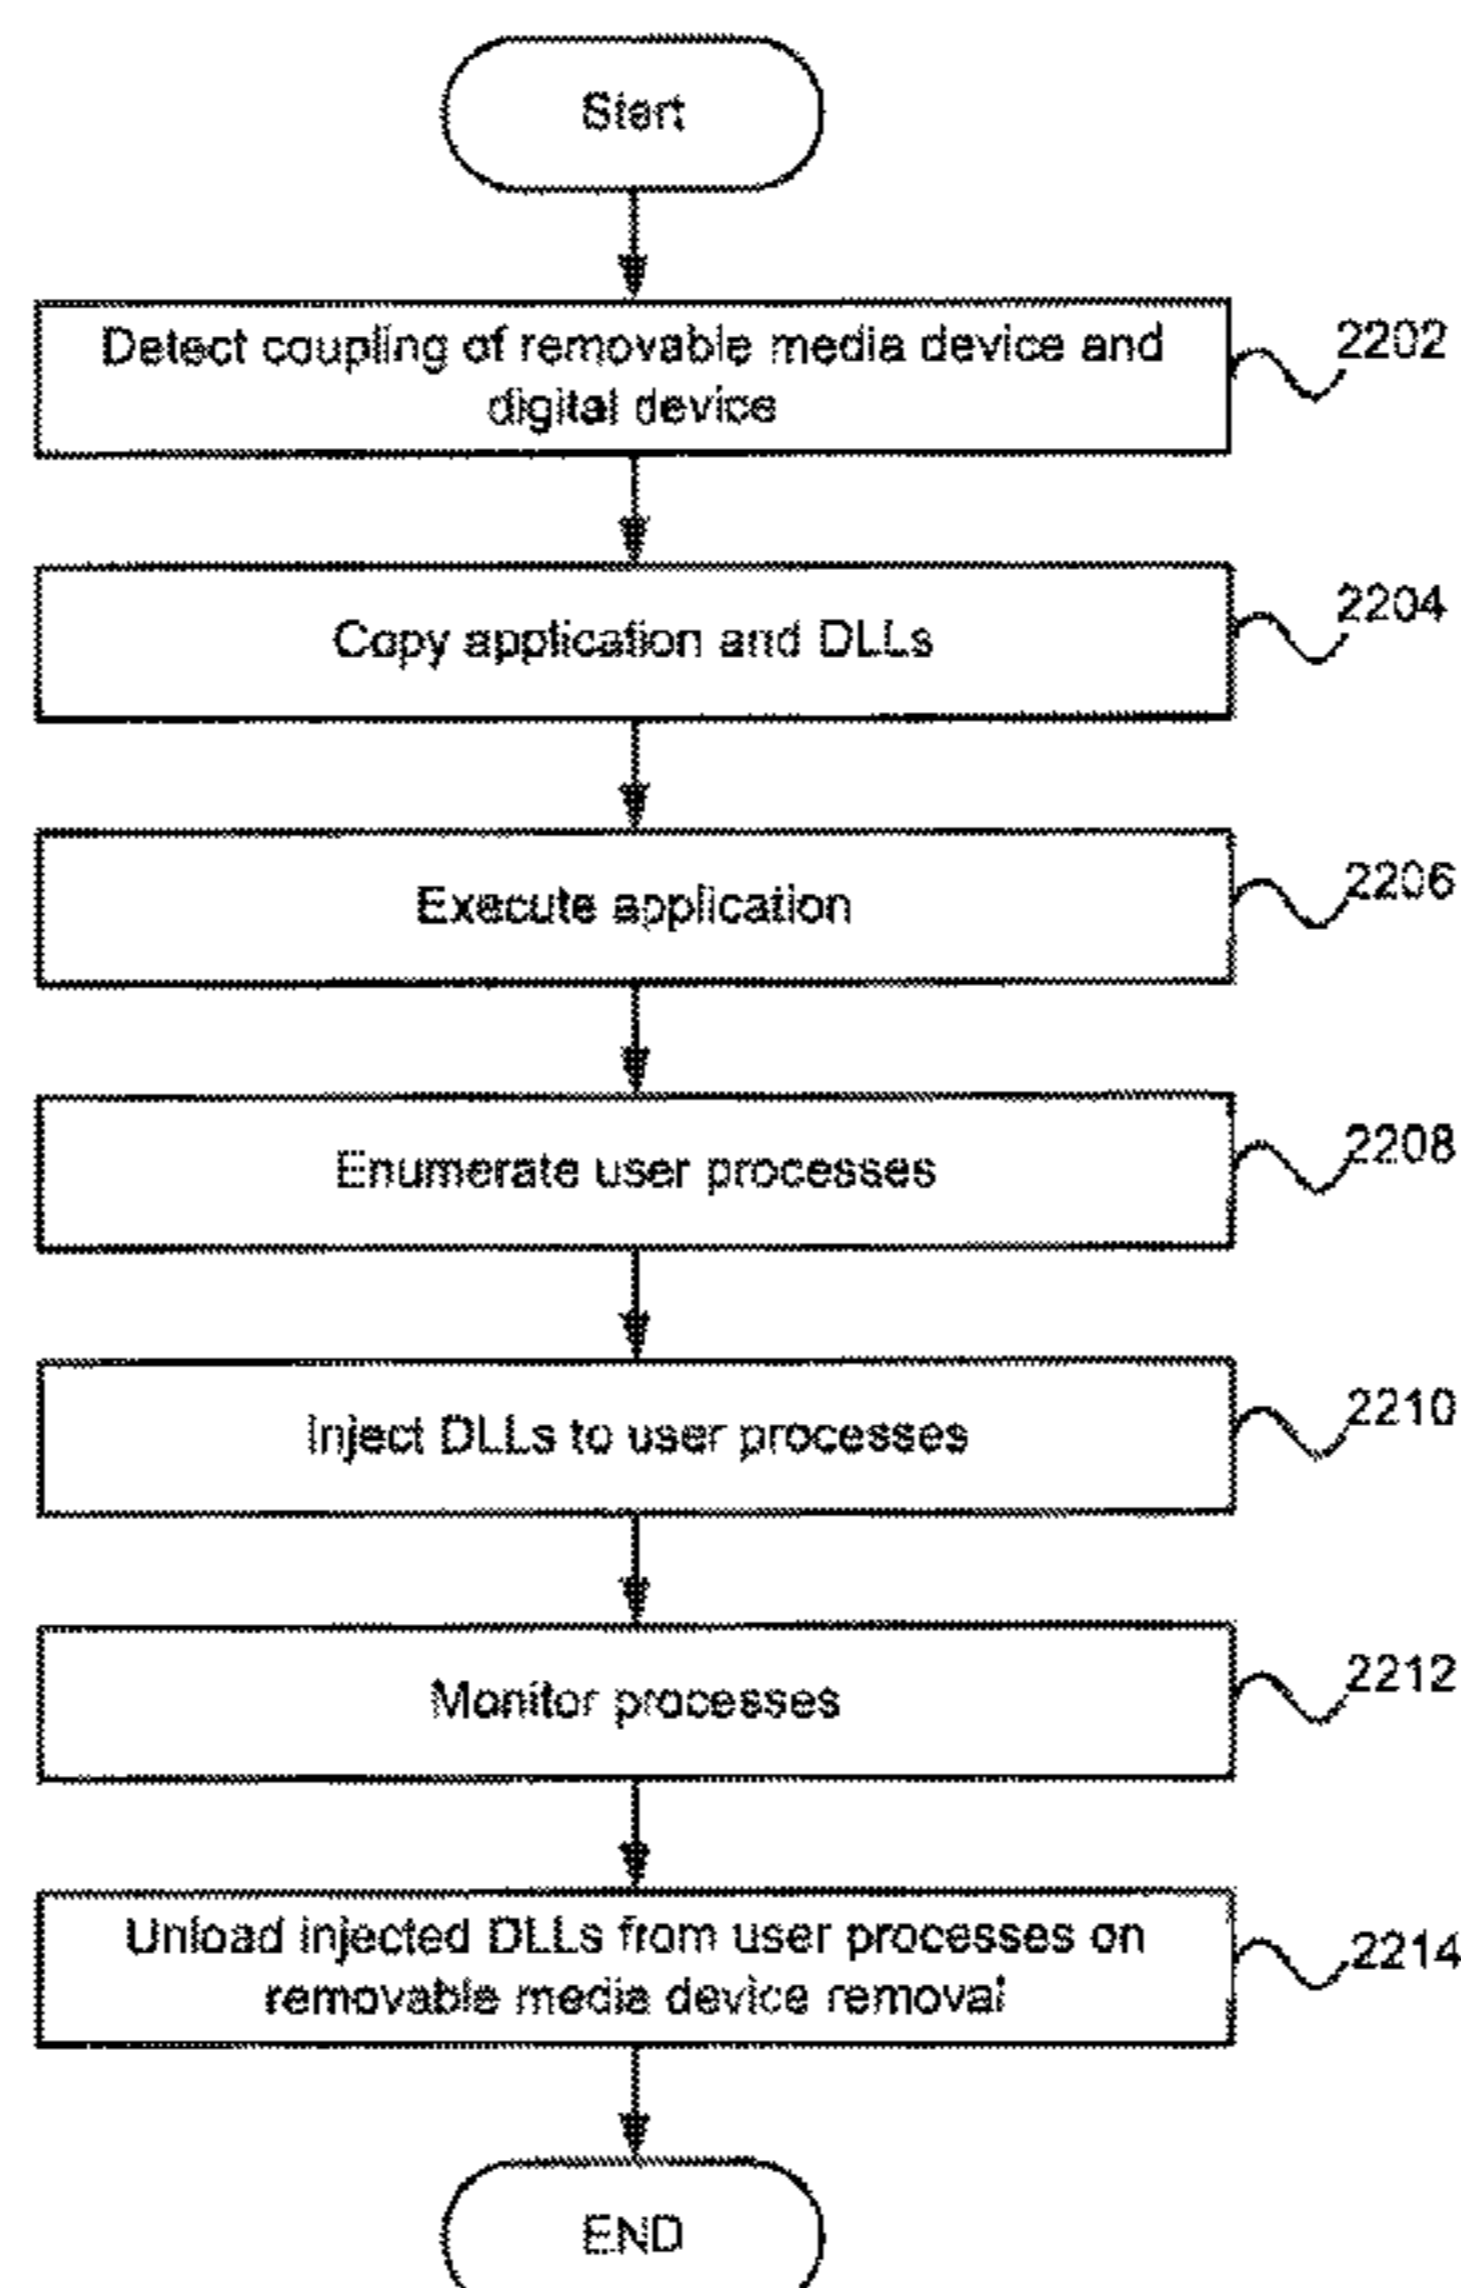 Start
Detect coupling of removable media device and
digital device
2202
Copy application and DLLs
2204
Execute application
2206
Enumerate user processes
2208
Inject DLLs to user processes
2210
Monitor processes
2212
Unload injected DLLs from user processes on
removable media device removal
2214
END